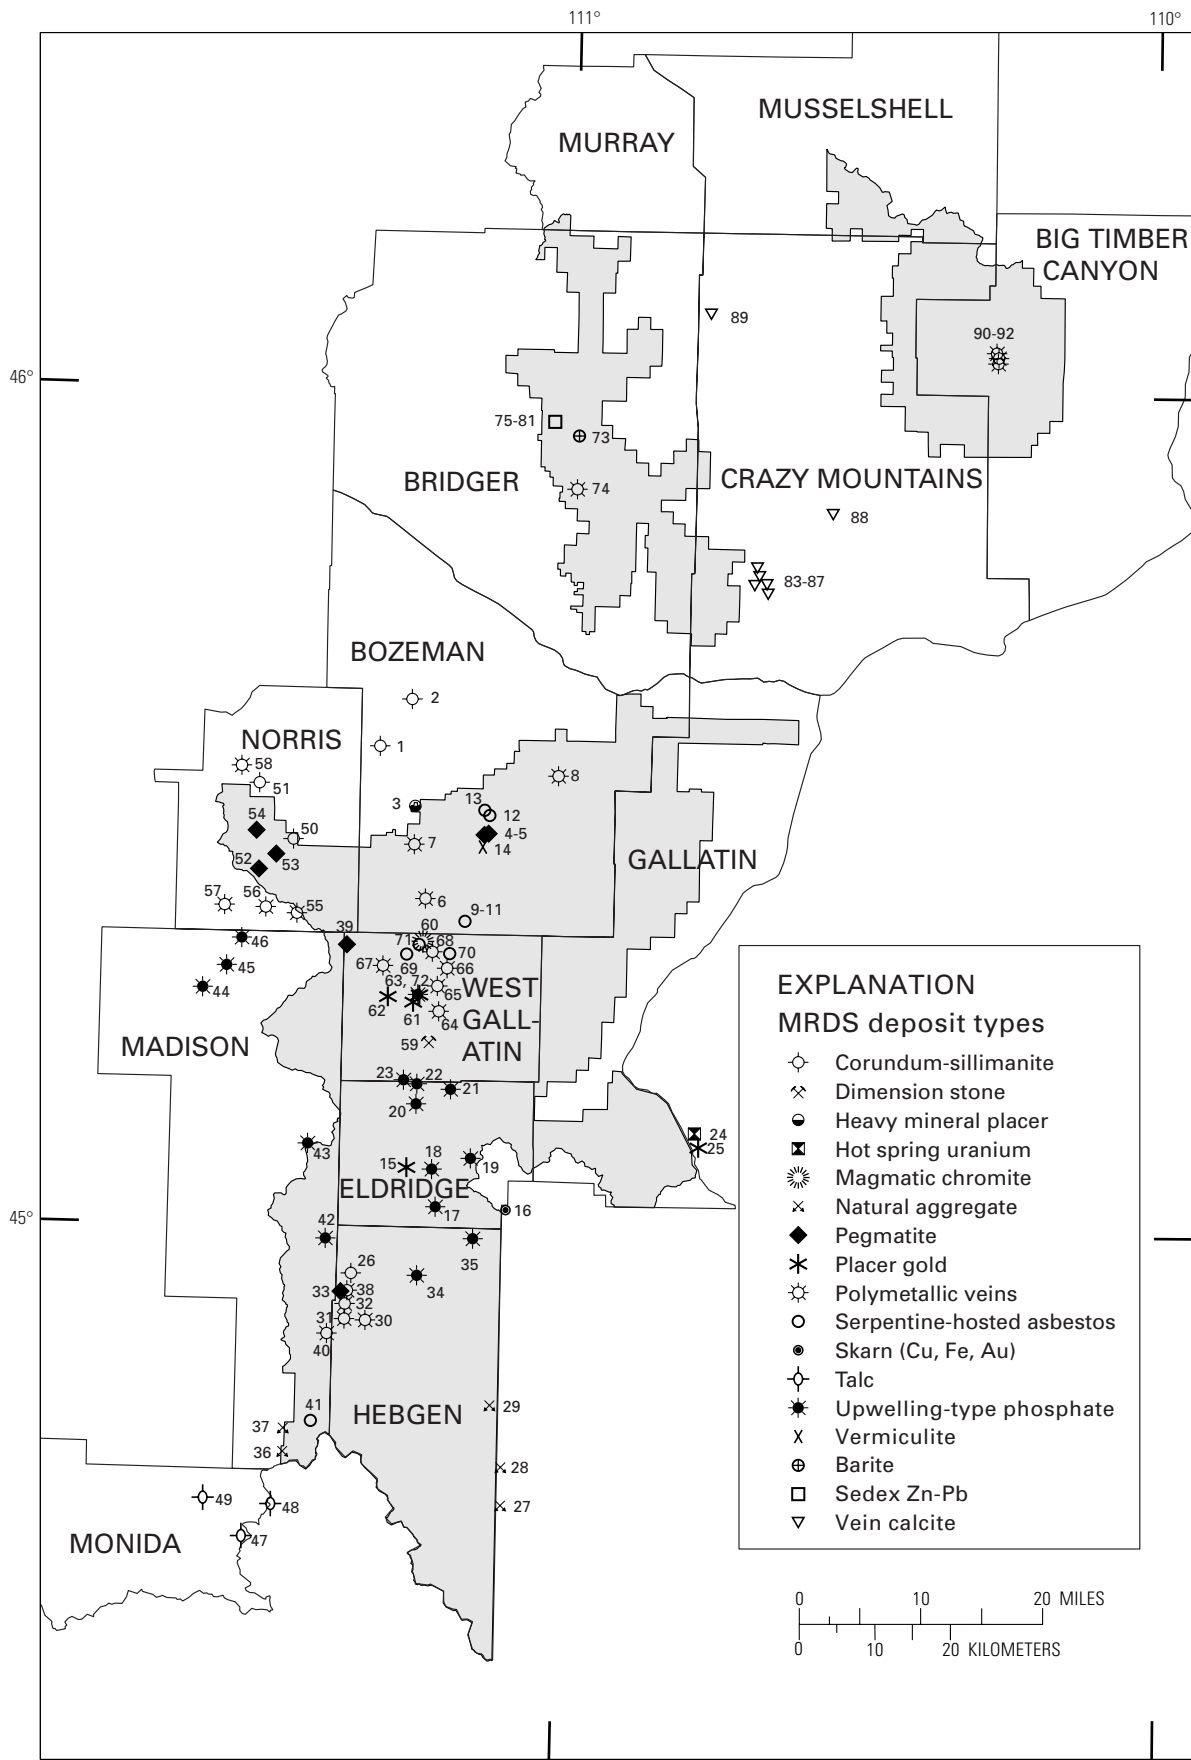 111°
110°
MUSSELSHELL
MURRAY
BIG TIMBER
CANYON
89
90-92
46°
75-81
73
BRIDGER
74
CRAZY MOUNTAINS
88
83-87
BOZEMAN
2
NORRIS
1
58
51
8
3
13
12
54
50
7
4-5
14
52
53
GALLATIN
57
56
55
6
9-11
39
60
46
71
68
70
45
67
69
66
44
63, 72
65
WEST
GALL-
ATIN
62
61
64
MADISON
59
23
22
21
20
43
24
25
15
18
19
ELDRIDGE
17
16
45°
42
35
26
34
33
38
32
31
30
40
41
HEBGEN
29
37
36
28
49
48
27
47
MONIDA
EXPLANATION
MRDS deposit types
Corundum-sillimanite
Dimension stone
Heavy mineral placer
Hot spring uranium
Magmatic chromite
Natural aggregate
Pegmatite
Placer gold
Polymetallic veins
Serpentine-hosted asbestos
Skarn (Cu, Fe, Au)
Talc
Upwelling-type phosphate
Vermiculite
Barite
Sedex Zn-Pb
Vein calcite
0 10 20 MILES
0 10 20 KILOMETERS